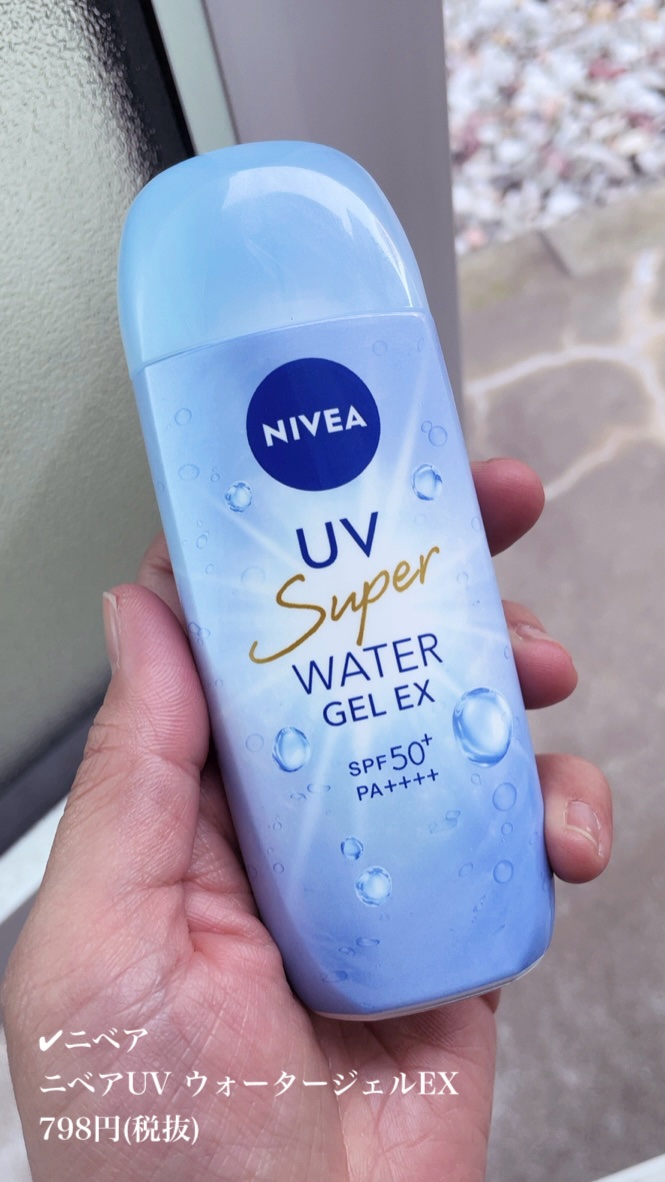 NIVEA
UV
Super
WATER
GEL EX
SPF50+
PA++++
✔ニベア
ニベアUV ウォータージェルEX
798円(税抜)